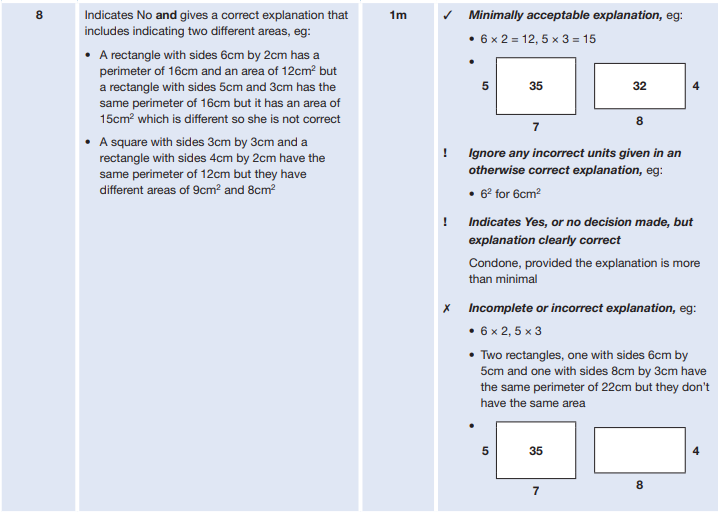 8
Indicates No and gives a correct explanation that
includes indicating two different areas, eg:
• A rectangle with sides 6cm by 2cm has a
perimeter of 16cm and an area of 12cm² but
a rectangle with sides 5cm and 3cm has the
same perimeter of 16cm but it has an area of
15cm² which is different so she is not correct
• A square with sides 3cm by 3cm and a
rectangle with sides 4cm by 2cm have the
same perimeter of 12cm but they have
different areas of 9cm² and 8cm²
1m
✓ Minimally acceptable explanation, eg:
• 6 × 2 = 12, 5 × 3 = 15
•
5 35 32 4
7 8
! Ignore any incorrect units given in an
otherwise correct explanation, eg:
• 6² for 6cm²
! Indicates Yes, or no decision made, but
explanation clearly correct
Condone, provided the explanation is more
than minimal
✗ Incomplete or incorrect explanation, eg:
• 6 × 2, 5 × 3
• Two rectangles, one with sides 6cm by
5cm and one with sides 8cm by 3cm have
the same perimeter of 22cm but they don't
have the same area
•
5 35 4
7 8